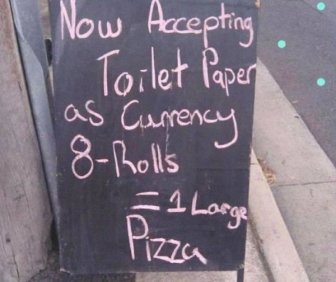 Now Accepting
Toilet Paper
as Currency
8-Rolls
= 1 Large
Pizza